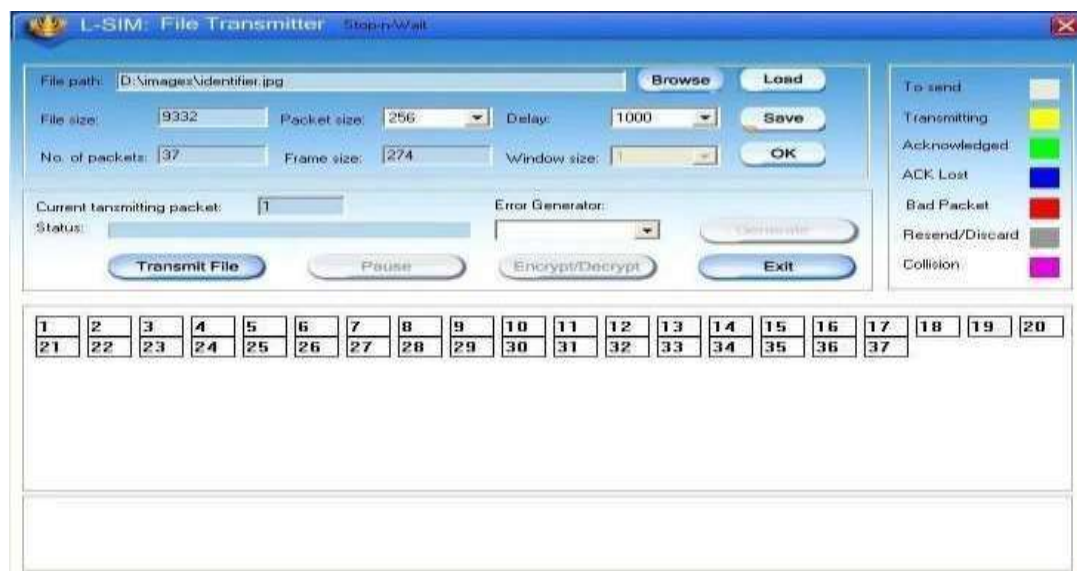 L-SIM: File Transmitter Stop-n-Wait
File path: D:\images\identifier.jpg Browse Load
File size: 9332 Packet size: 256 Delay: 1000 Save
No. of packets: 37 Frame size: 274 Window size: 1 OK
Current tansmitting packet: 1 Error Generator:
Status: Generate
Transmit File Pause Encrypt/Decrypt Exit
To send
Transmitting
Acknowledged
ACK Lost
Bad Packet
Resend/Discard
Collision
1 2 3 4 5 6 7 8 9 10 11 12 13 14 15 16 17 18 19 20
21 22 23 24 25 26 27 28 29 30 31 32 33 34 35 36 37